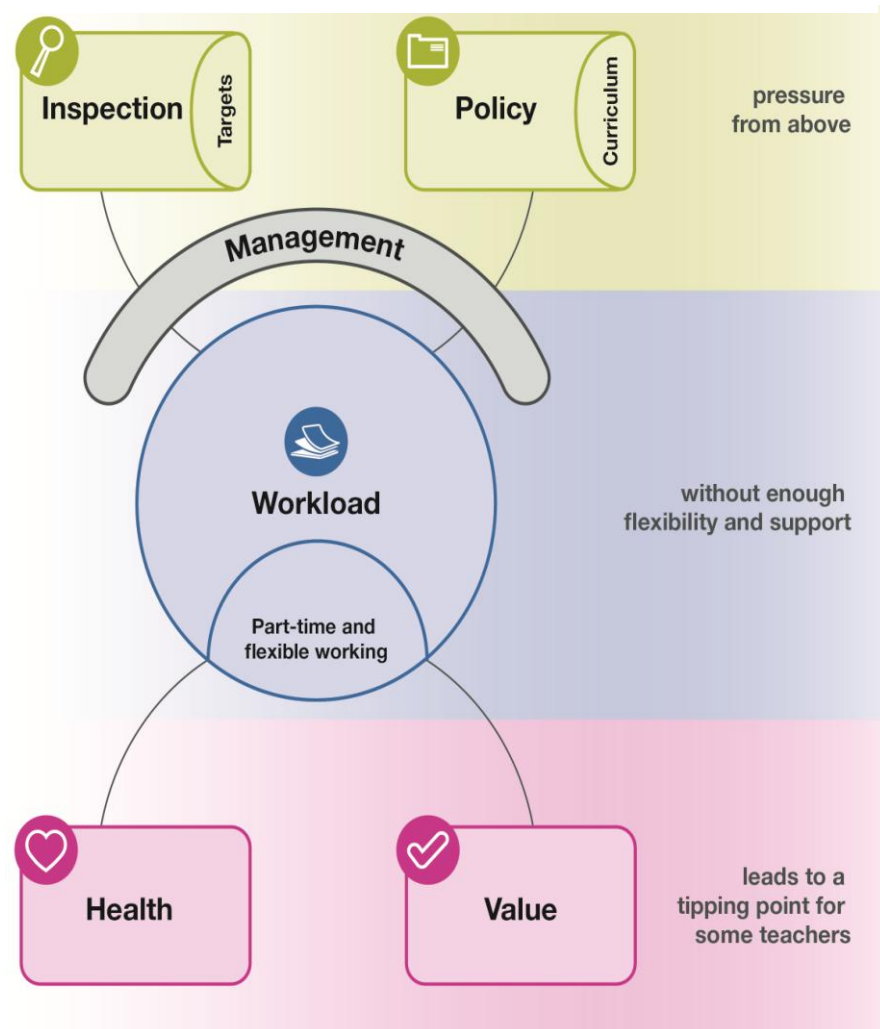 Inspection
Targets
Policy
Curriculum
pressure
from above
Management
Workload
without enough
flexibility and support
Part-time and
flexible working
Health
Value
leads to a
tipping point for
some teachers